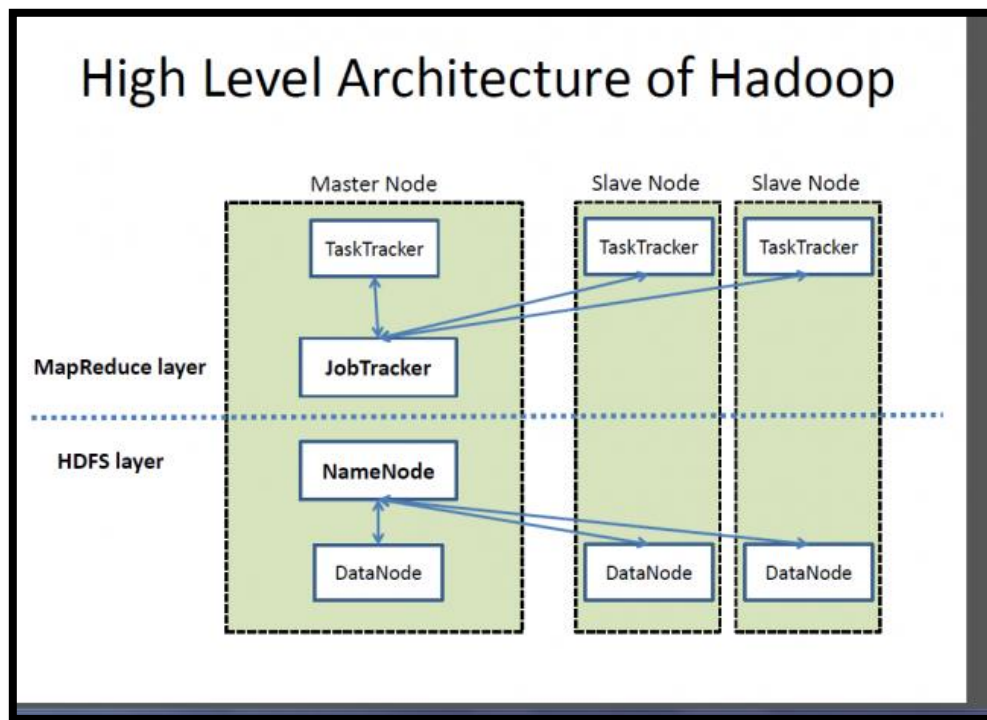 High Level Architecture of Hadoop
Master Node
Slave Node
Slave Node
TaskTracker
TaskTracker
TaskTracker
MapReduce layer
JobTracker
HDFS layer
NameNode
DataNode
DataNode
DataNode